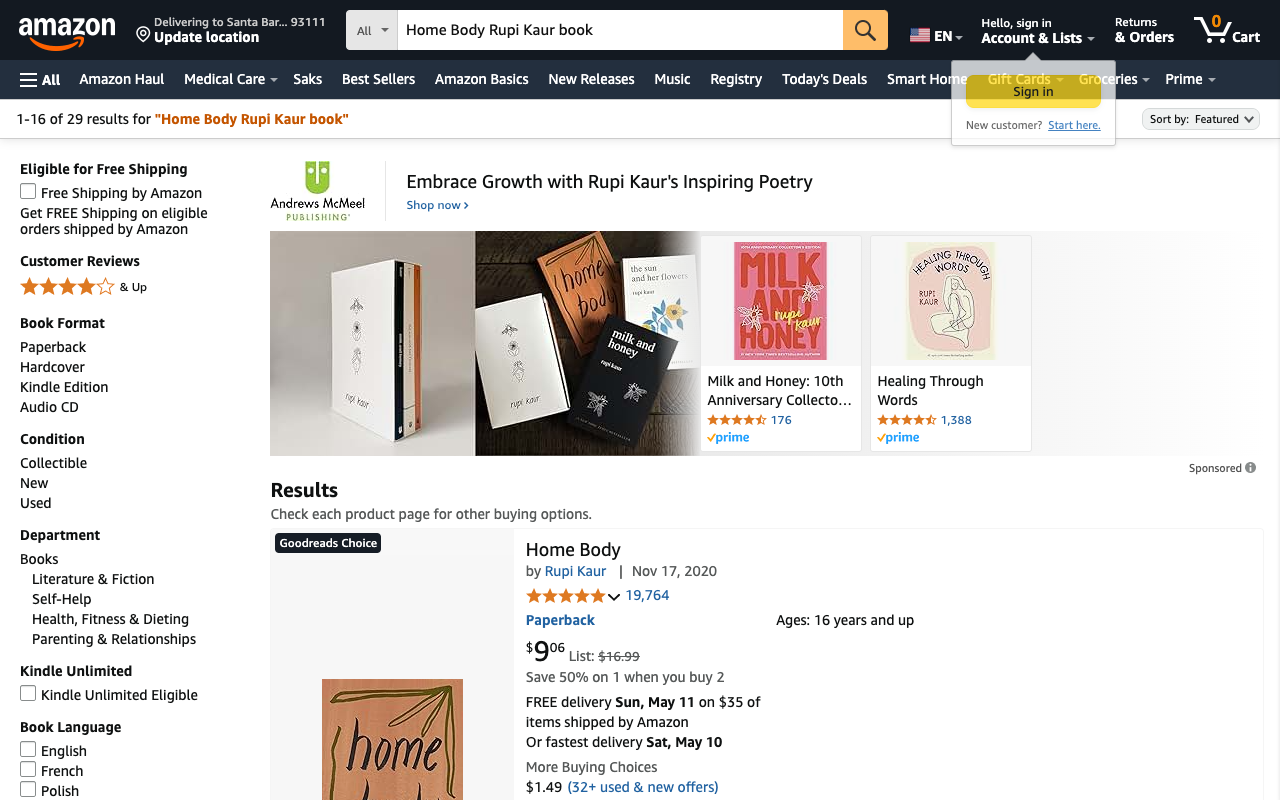 amazon
Delivering to Santa Bar... 93111
Update location
All
Home Body Rupi Kaur book
EN
Hello, sign in
Account & Lists
Returns
& Orders
0
Cart
All
Amazon Haul
Medical Care
Saks
Best Sellers
Amazon Basics
New Releases
Music
Registry
Today's Deals
Smart Home
Gift Cards
Groceries
Prime
Sign in
New customer? Start here.
1-16 of 29 results for "Home Body Rupi Kaur book"
Sort by: Featured
Eligible for Free Shipping
Free Shipping by Amazon
Get FREE Shipping on eligible
orders shipped by Amazon
Customer Reviews
& Up
Book Format
Paperback
Hardcover
Kindle Edition
Audio CD
Condition
Collectible
New
Used
Department
Books
Literature & Fiction
Self-Help
Health, Fitness & Dieting
Parenting & Relationships
Kindle Unlimited
Kindle Unlimited Eligible
Book Language
English
French
Polish
Andrews McMeel
PUBLISHING®
Embrace Growth with Rupi Kaur's Inspiring Poetry
Shop now
rupi kaur
rupi kaur
home
body
the sun
and her flowers
rupi kaur
milk and
honey
rupi kaur
MILK
AND
HONEY
rupi
kaur
Milk and Honey: 10th
Anniversary Collecto...
176
prime
HEALING THROUGH
WORDS
RUPI
KAUR
Healing Through
Words
1,388
prime
Sponsored
Results
Check each product page for other buying options.
Goodreads Choice
home
Home Body
by Rupi Kaur | Nov 17, 2020
19,764
Paperback
Ages: 16 years and up
$906 List: $16.99
Save 50% on 1 when you buy 2
FREE delivery Sun, May 11 on $35 of
items shipped by Amazon
Or fastest delivery Sat, May 10
More Buying Choices
$1.49 (32+ used & new offers)